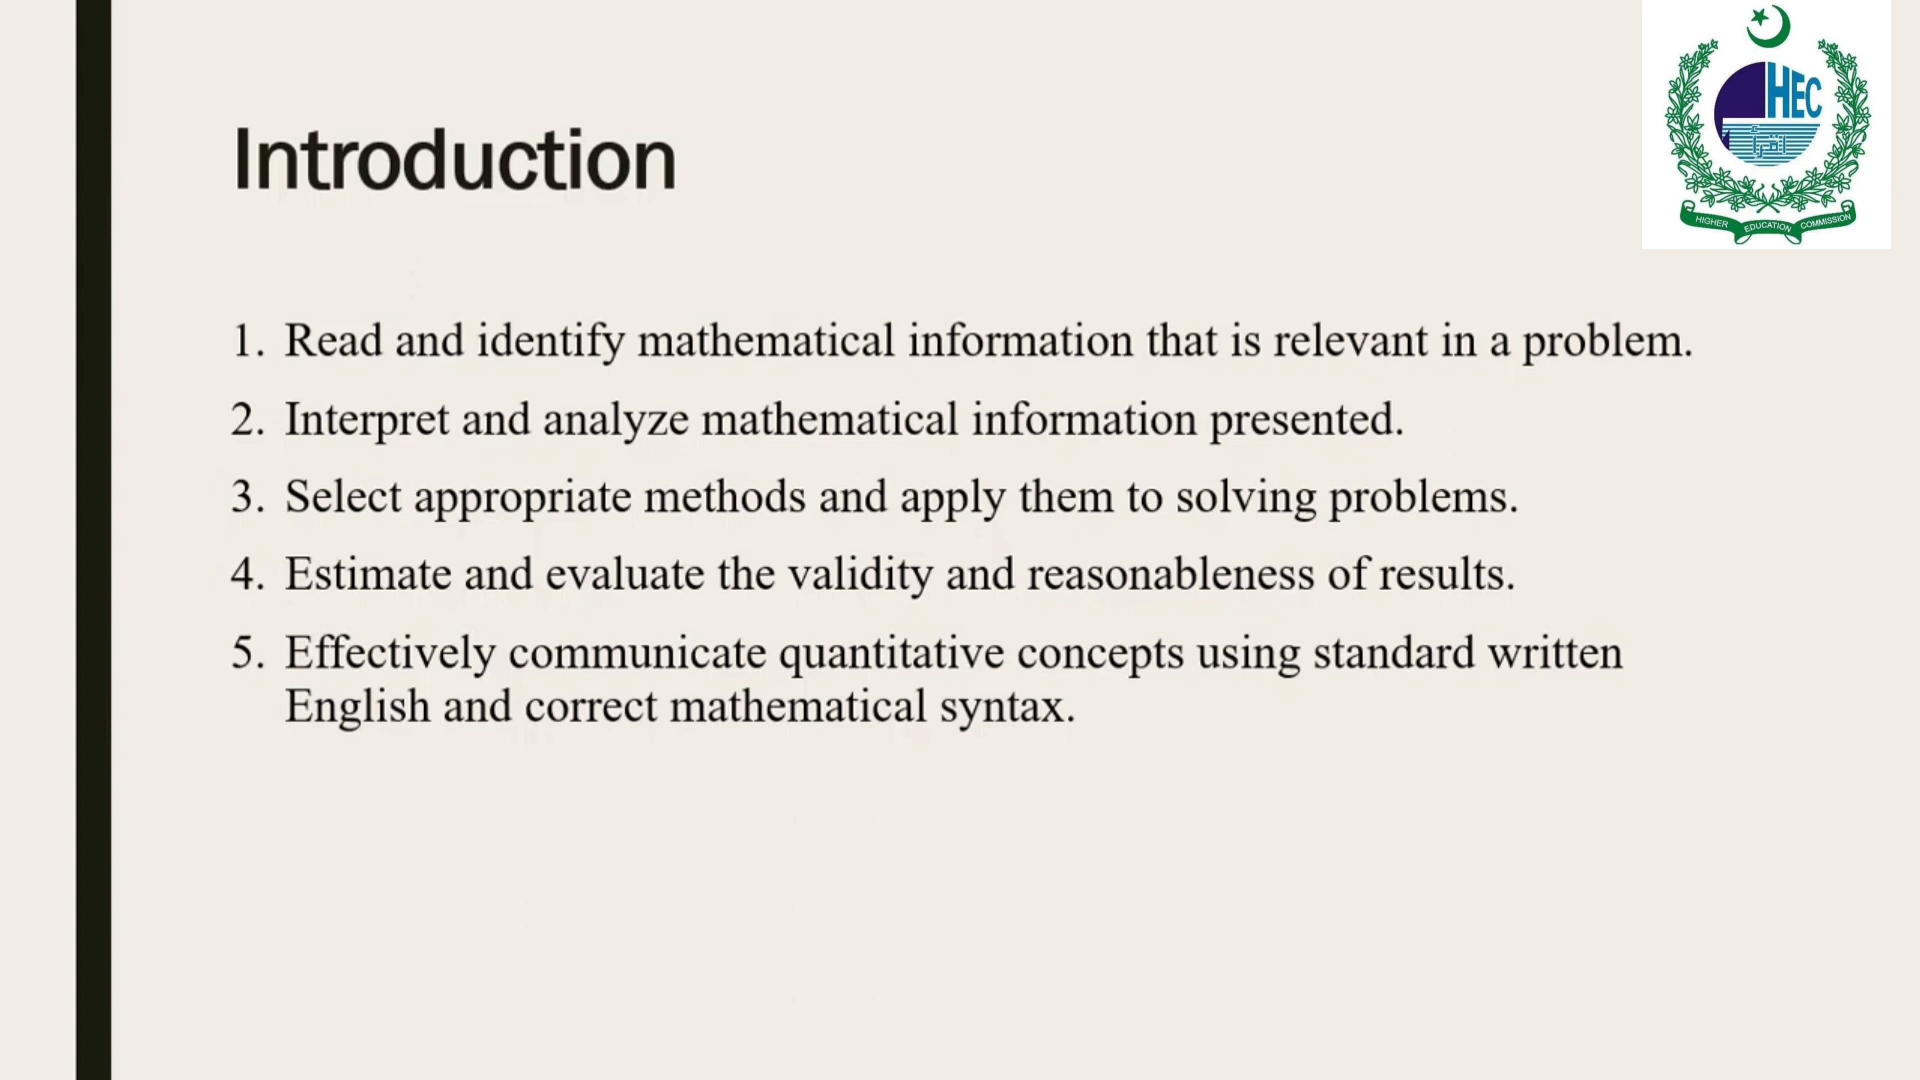 HEC
اقرأ
HIGHER EDUCATION COMMISSION
Introduction
1. Read and identify mathematical information that is relevant in a problem.
2. Interpret and analyze mathematical information presented.
3. Select appropriate methods and apply them to solving problems.
4. Estimate and evaluate the validity and reasonableness of results.
5. Effectively communicate quantitative concepts using standard written
English and correct mathematical syntax.